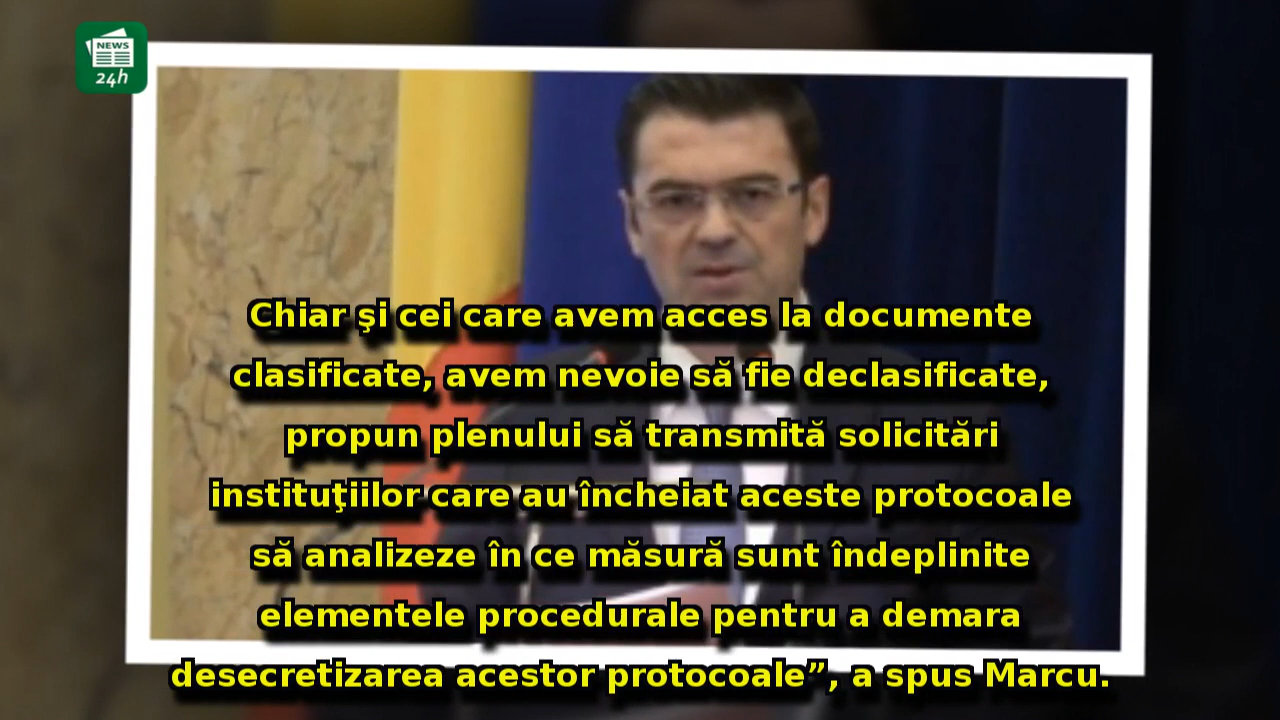 NEWS
24h
Chiar şi cei care avem acces la documente
clasificate, avem nevoie să fie declasificate,
propun plenului să transmită solicitări
instituţiilor care au încheiat aceste protocoale
să analizeze în ce măsură sunt îndeplinite
elementele procedurale pentru a demara
desecretizarea acestor protocoale”, a spus Marcu.